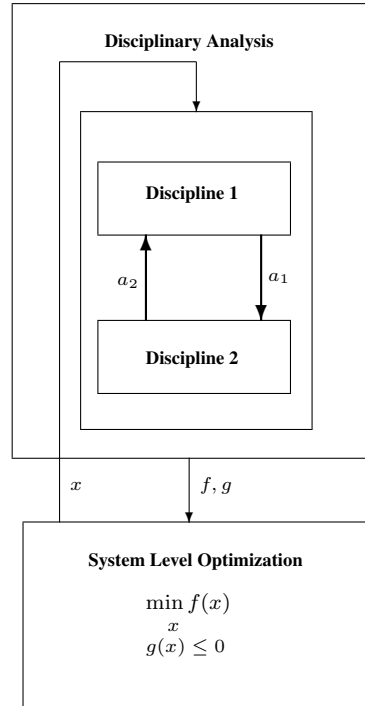 Disciplinary Analysis
Discipline 1
a₂ a₁
Discipline 2
x f, g
System Level Optimization
min f(x)
x
g(x) ≤ 0